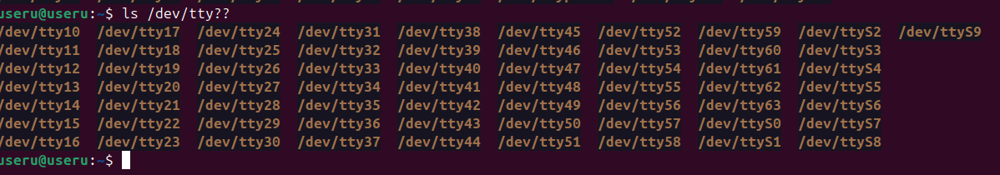 useru@useru:~$ ls /dev/tty??
/dev/tty10 /dev/tty17 /dev/tty24 /dev/tty31 /dev/tty38 /dev/tty45 /dev/tty52 /dev/tty59 /dev/ttyS2 /dev/ttyS9
/dev/tty11 /dev/tty18 /dev/tty25 /dev/tty32 /dev/tty39 /dev/tty46 /dev/tty53 /dev/tty60 /dev/ttyS3
/dev/tty12 /dev/tty19 /dev/tty26 /dev/tty33 /dev/tty40 /dev/tty47 /dev/tty54 /dev/tty61 /dev/ttyS4
/dev/tty13 /dev/tty20 /dev/tty27 /dev/tty34 /dev/tty41 /dev/tty48 /dev/tty55 /dev/tty62 /dev/ttyS5
/dev/tty14 /dev/tty21 /dev/tty28 /dev/tty35 /dev/tty42 /dev/tty49 /dev/tty56 /dev/tty63 /dev/ttyS6
/dev/tty15 /dev/tty22 /dev/tty29 /dev/tty36 /dev/tty43 /dev/tty50 /dev/tty57 /dev/ttyS0 /dev/ttyS7
/dev/tty16 /dev/tty23 /dev/tty30 /dev/tty37 /dev/tty44 /dev/tty51 /dev/tty58 /dev/ttyS1 /dev/ttyS8
useru@useru:~$